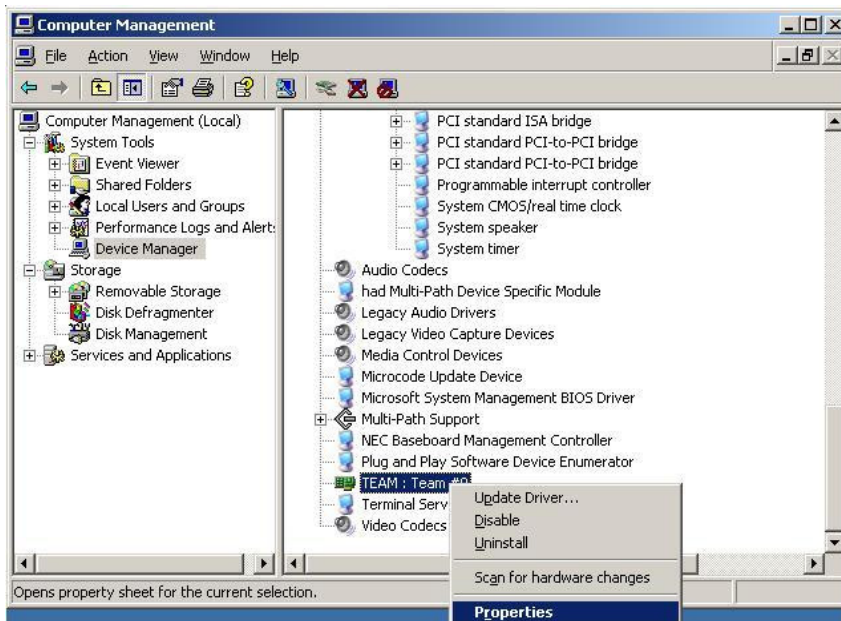 Computer Management
File Action View Window Help
Computer Management (Local)
System Tools
Event Viewer
Shared Folders
Local Users and Groups
Performance Logs and Alert
Device Manager
Storage
Removable Storage
Disk Defragmenter
Disk Management
Services and Applications
PCI standard ISA bridge
PCI standard PCI-to-PCI bridge
PCI standard PCI-to-PCI bridge
Programmable interrupt controller
System CMOS/real time clock
System speaker
System timer
Audio Codecs
had Multi-Path Device Specific Module
Legacy Audio Drivers
Legacy Video Capture Devices
Media Control Devices
Microcode Update Device
Microsoft System Management BIOS Driver
Multi-Path Support
NEC Baseboard Management Controller
Plug and Play Software Device Enumerator
TEAM : Team
Terminal Serv
Video Codecs
Update Driver...
Disable
Uninstall
Scan for hardware changes
Properties
Opens property sheet for the current selection.